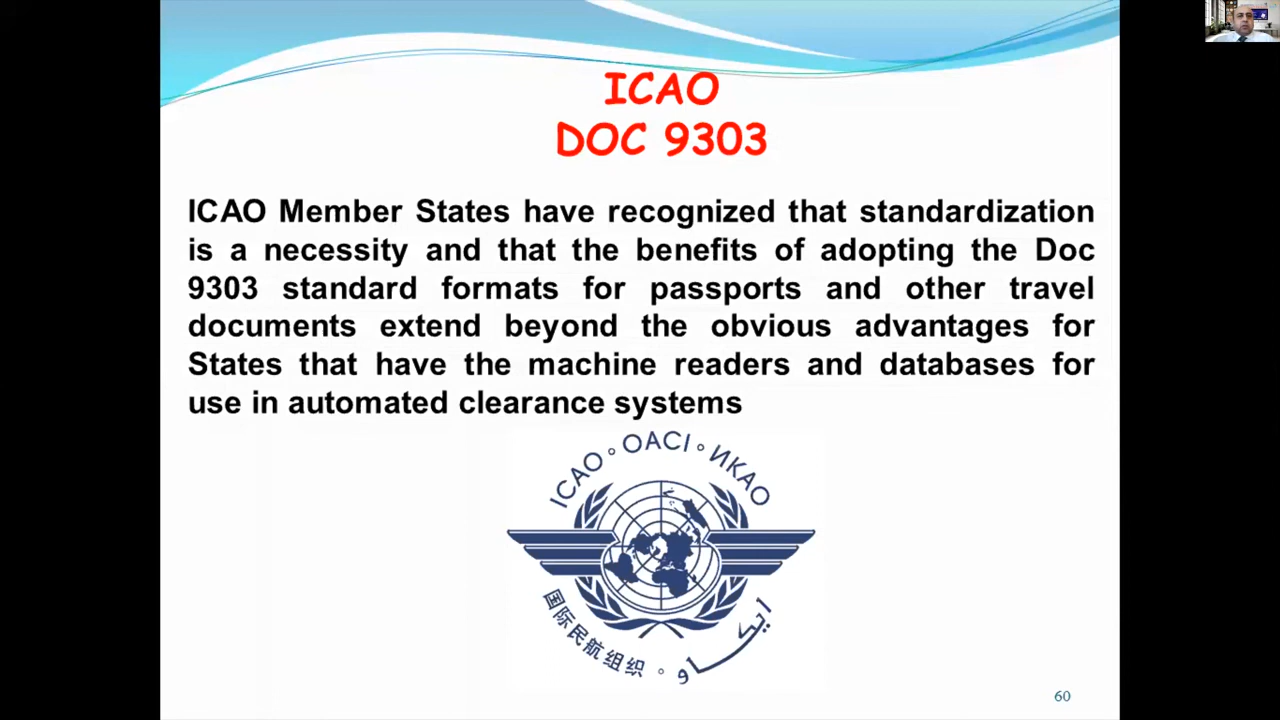 ICAO
DOC 9303
ICAO Member States have recognized that standardization
is a necessity and that the benefits of adopting the Doc
9303 standard formats for passports and other travel
documents extend beyond the obvious advantages for
States that have the machine readers and databases for
use in automated clearance systems
ICAO ◦ OACI ◦ ИКАО
国际民航组织 ◦ ايكاو
60